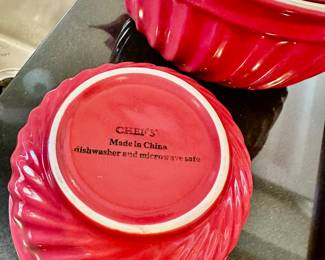 CHEF'S
Made in China
dishwasher and microwave safe